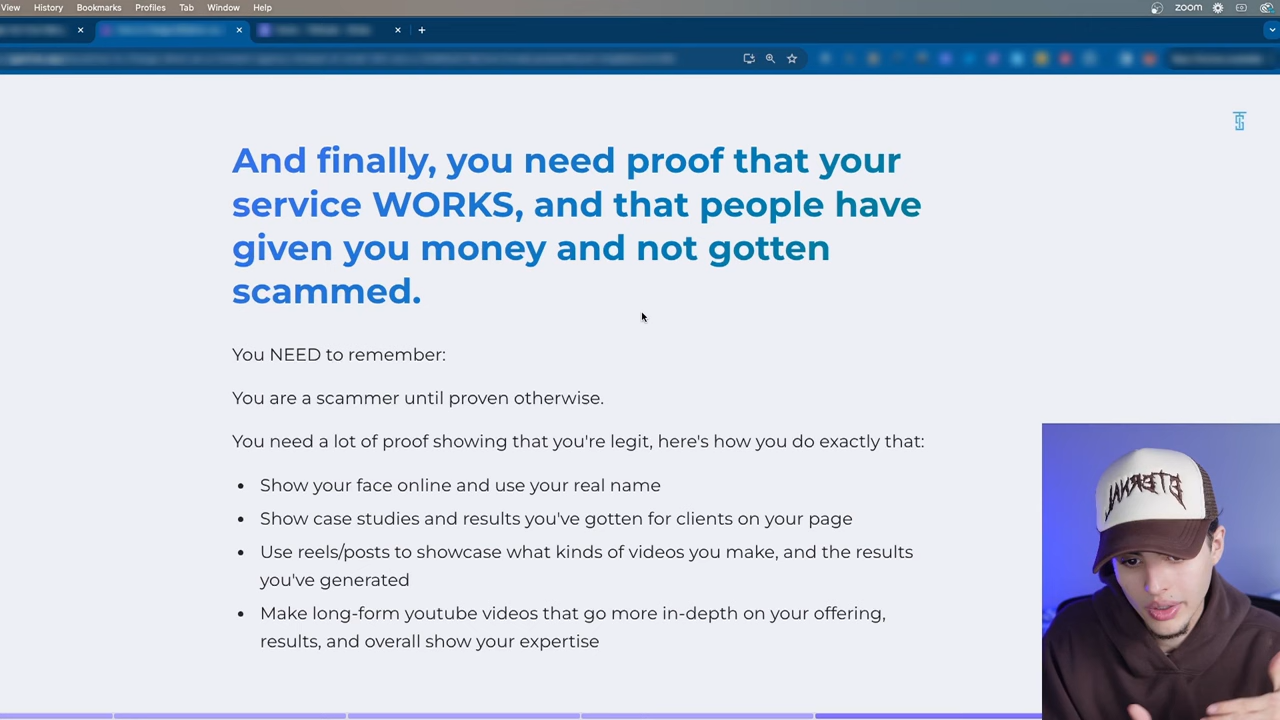 View History Bookmarks Profiles Tab Window Help zoom
And finally, you need proof that your
service WORKS, and that people have
given you money and not gotten
scammed.
You NEED to remember:
You are a scammer until proven otherwise.
You need a lot of proof showing that you're legit, here's how you do exactly that:
• Show your face online and use your real name
• Show case studies and results you've gotten for clients on your page
• Use reels/posts to showcase what kinds of videos you make, and the results
you've generated
• Make long-form youtube videos that go more in-depth on your offering,
results, and overall show your expertise